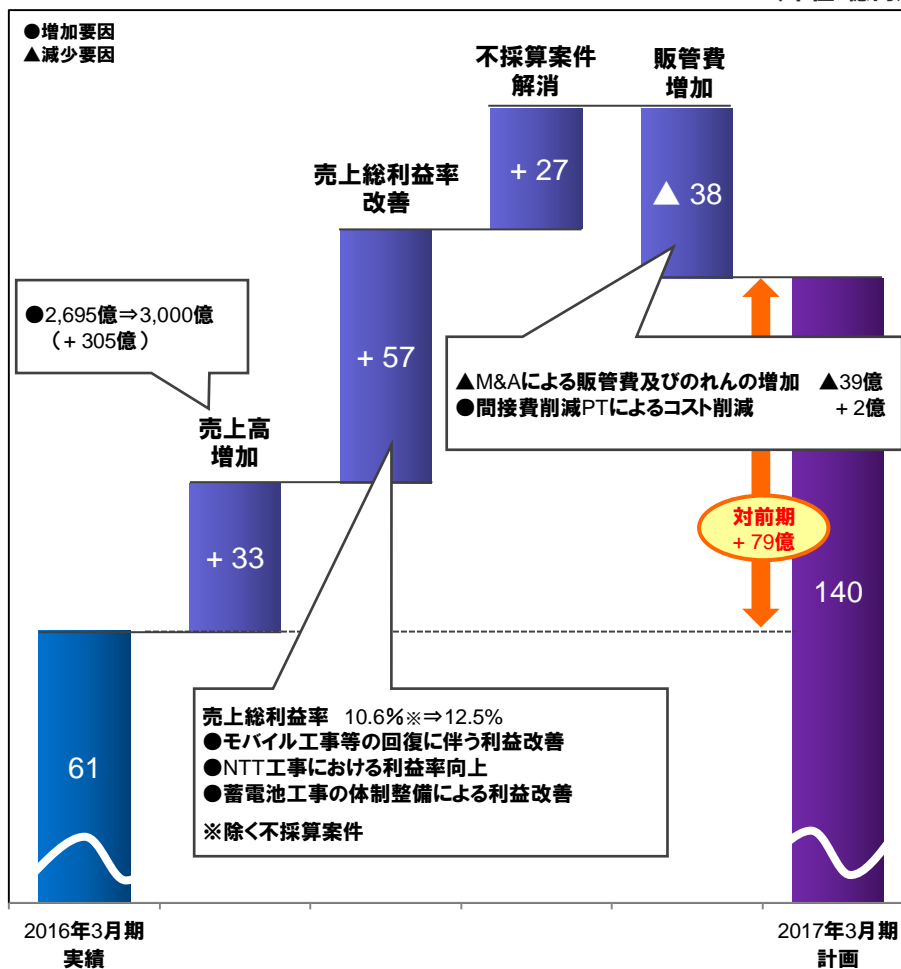 ●増加要因
▲減少要因
不採算案件
解消
販管費
増加
+ 27
▲ 38
売上総利益率
改善
●2,695億⇒3,000億
(+ 305億)
+ 57
▲M&Aによる販管費及びのれんの増加 ▲39億
●間接費削減PTによるコスト削減 + 2億
売上高
増加
+ 33
対前期
+ 79億
140
売上総利益率 10.6%※⇒12.5%
●モバイル工事等の回復に伴う利益改善
●NTT工事における利益率向上
●蓄電池工事の体制整備による利益改善
※除く不採算案件
61
2016年3月期
実績
2017年3月期
計画